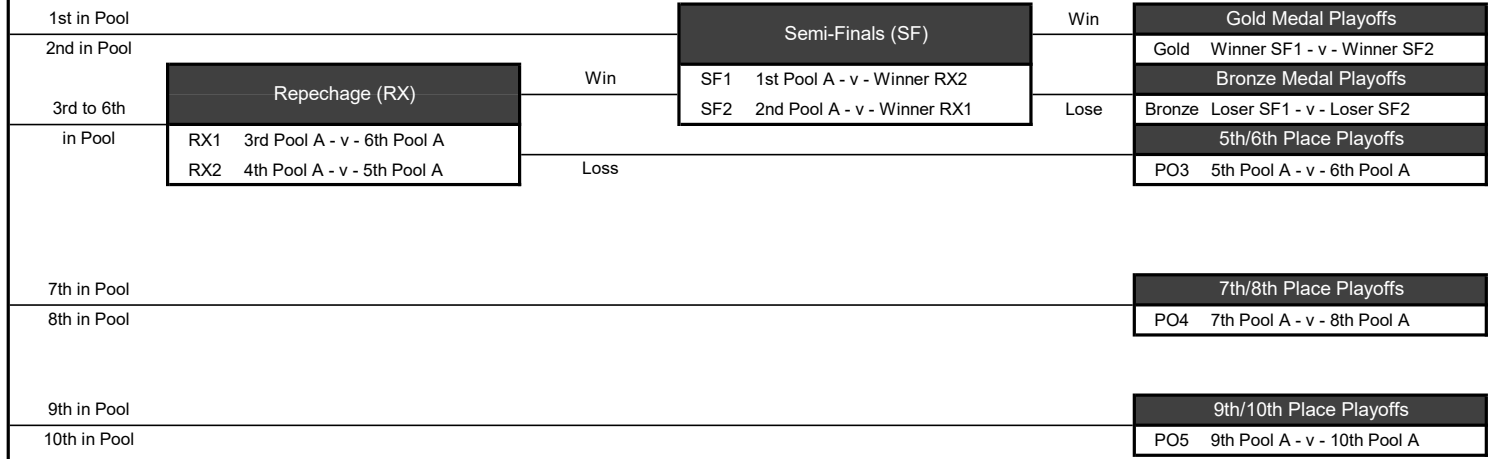 1st in Pool
2nd in Pool
Semi-Finals (SF)
Win
Gold Medal Playoffs
Gold Winner SF1 - v - Winner SF2
Repechage (RX)
Win
SF1 1st Pool A - v - Winner RX2
Bronze Medal Playoffs
3rd to 6th
SF2 2nd Pool A - v - Winner RX1
Lose
Bronze Loser SF1 - v - Loser SF2
in Pool
RX1 3rd Pool A - v - 6th Pool A
5th/6th Place Playoffs
RX2 4th Pool A - v - 5th Pool A
Loss
PO3 5th Pool A - v - 6th Pool A
7th in Pool
7th/8th Place Playoffs
8th in Pool
PO4 7th Pool A - v - 8th Pool A
9th in Pool
9th/10th Place Playoffs
10th in Pool
PO5 9th Pool A - v - 10th Pool A